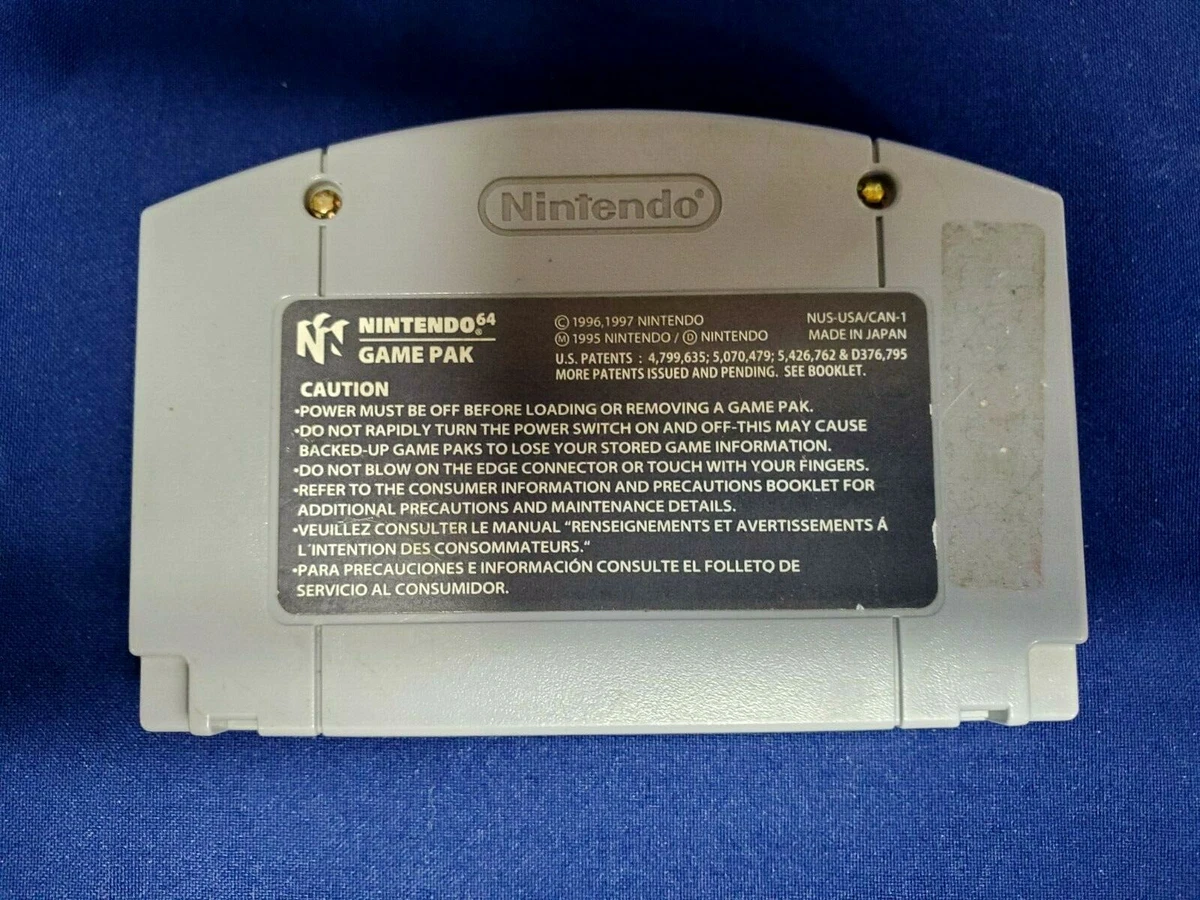 Nintendo®
NINTENDO®64
GAME PAK
© 1996,1997 NINTENDO
Ⓜ 1995 NINTENDO / Ⓓ NINTENDO
NUS-USA/CAN-1
MADE IN JAPAN
U.S. PATENTS : 4,799,635; 5,070,479; 5,426,762 & D376,795
MORE PATENTS ISSUED AND PENDING. SEE BOOKLET.
CAUTION
•POWER MUST BE OFF BEFORE LOADING OR REMOVING A GAME PAK.
•DO NOT RAPIDLY TURN THE POWER SWITCH ON AND OFF-THIS MAY CAUSE
BACKED-UP GAME PAKS TO LOSE YOUR STORED GAME INFORMATION.
•DO NOT BLOW ON THE EDGE CONNECTOR OR TOUCH WITH YOUR FINGERS.
•REFER TO THE CONSUMER INFORMATION AND PRECAUTIONS BOOKLET FOR
ADDITIONAL PRECAUTIONS AND MAINTENANCE DETAILS.
•VEUILLEZ CONSULTER LE MANUAL “RENSEIGNEMENTS ET AVERTISSEMENTS Á
L'INTENTION DES CONSOMMATEURS.“
•PARA PRECAUCIONES E INFORMACIÓN CONSULTE EL FOLLETO DE
SERVICIO AL CONSUMIDOR.